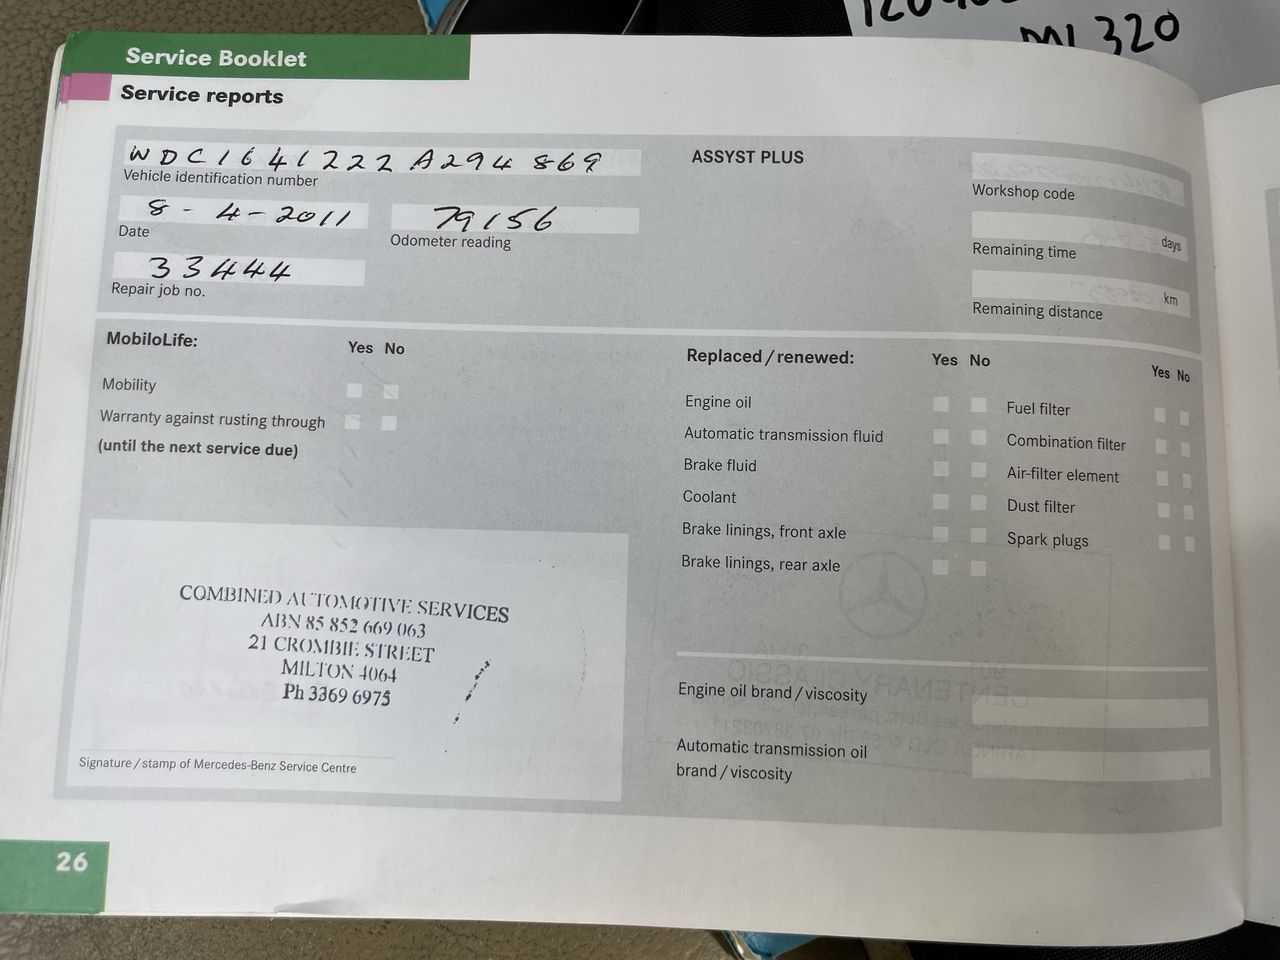 ML320
Service Booklet
Service reports
WDC1641222A294869
Vehicle identification number
8-4-2011
Date
79156
Odometer reading
33444
Repair job no.
ASSYST PLUS
Workshop code
days
Remaining time
km
Remaining distance
MobiloLife:
Yes No
Mobility
Warranty against rusting through
(until the next service due)
Replaced/renewed:
Yes No
Engine oil
Automatic transmission fluid
Brake fluid
Coolant
Brake linings, front axle
Brake linings, rear axle
Yes No
Fuel filter
Combination filter
Air-filter element
Dust filter
Spark plugs
COMBINED AUTOMOTIVE SERVICES
ABN 85 852 669 063
21 CROMBIE STREET
MILTON 4064
Ph 3369 6975
Signature/stamp of Mercedes-Benz Service Centre
Engine oil brand/viscosity
Automatic transmission oil
brand/viscosity
26